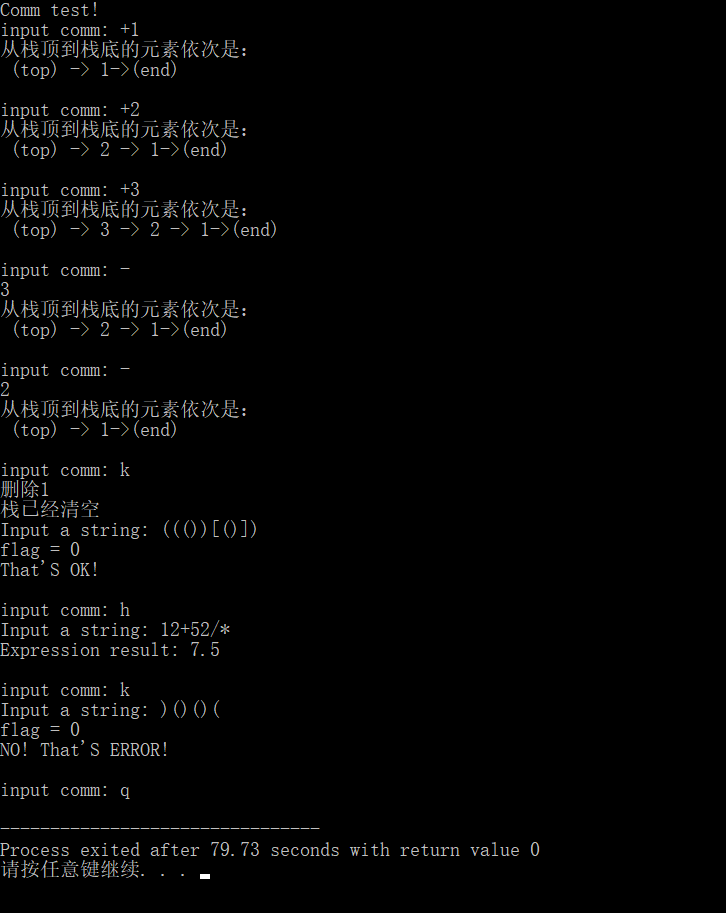 Comm test!
input comm: +1
从栈顶到栈底的元素依次是:
 (top) -> 1->(end)
input comm: +2
从栈顶到栈底的元素依次是:
 (top) -> 2 -> 1->(end)
input comm: +3
从栈顶到栈底的元素依次是:
 (top) -> 3 -> 2 -> 1->(end)
input comm: -
3
从栈顶到栈底的元素依次是:
 (top) -> 2 -> 1->(end)
input comm: -
2
从栈顶到栈底的元素依次是:
 (top) -> 1->(end)
input comm: k
删除1
栈已经清空
Input a string: ((())[()])
flag = 0
That'S OK!
input comm: h
Input a string: 12+52/*
Expression result: 7.5
input comm: k
Input a string: )()()(
flag = 0
NO! That'S ERROR!
input comm: q
--------------------------------
Process exited after 79.73 seconds with return value 0
请按任意键继续. . .